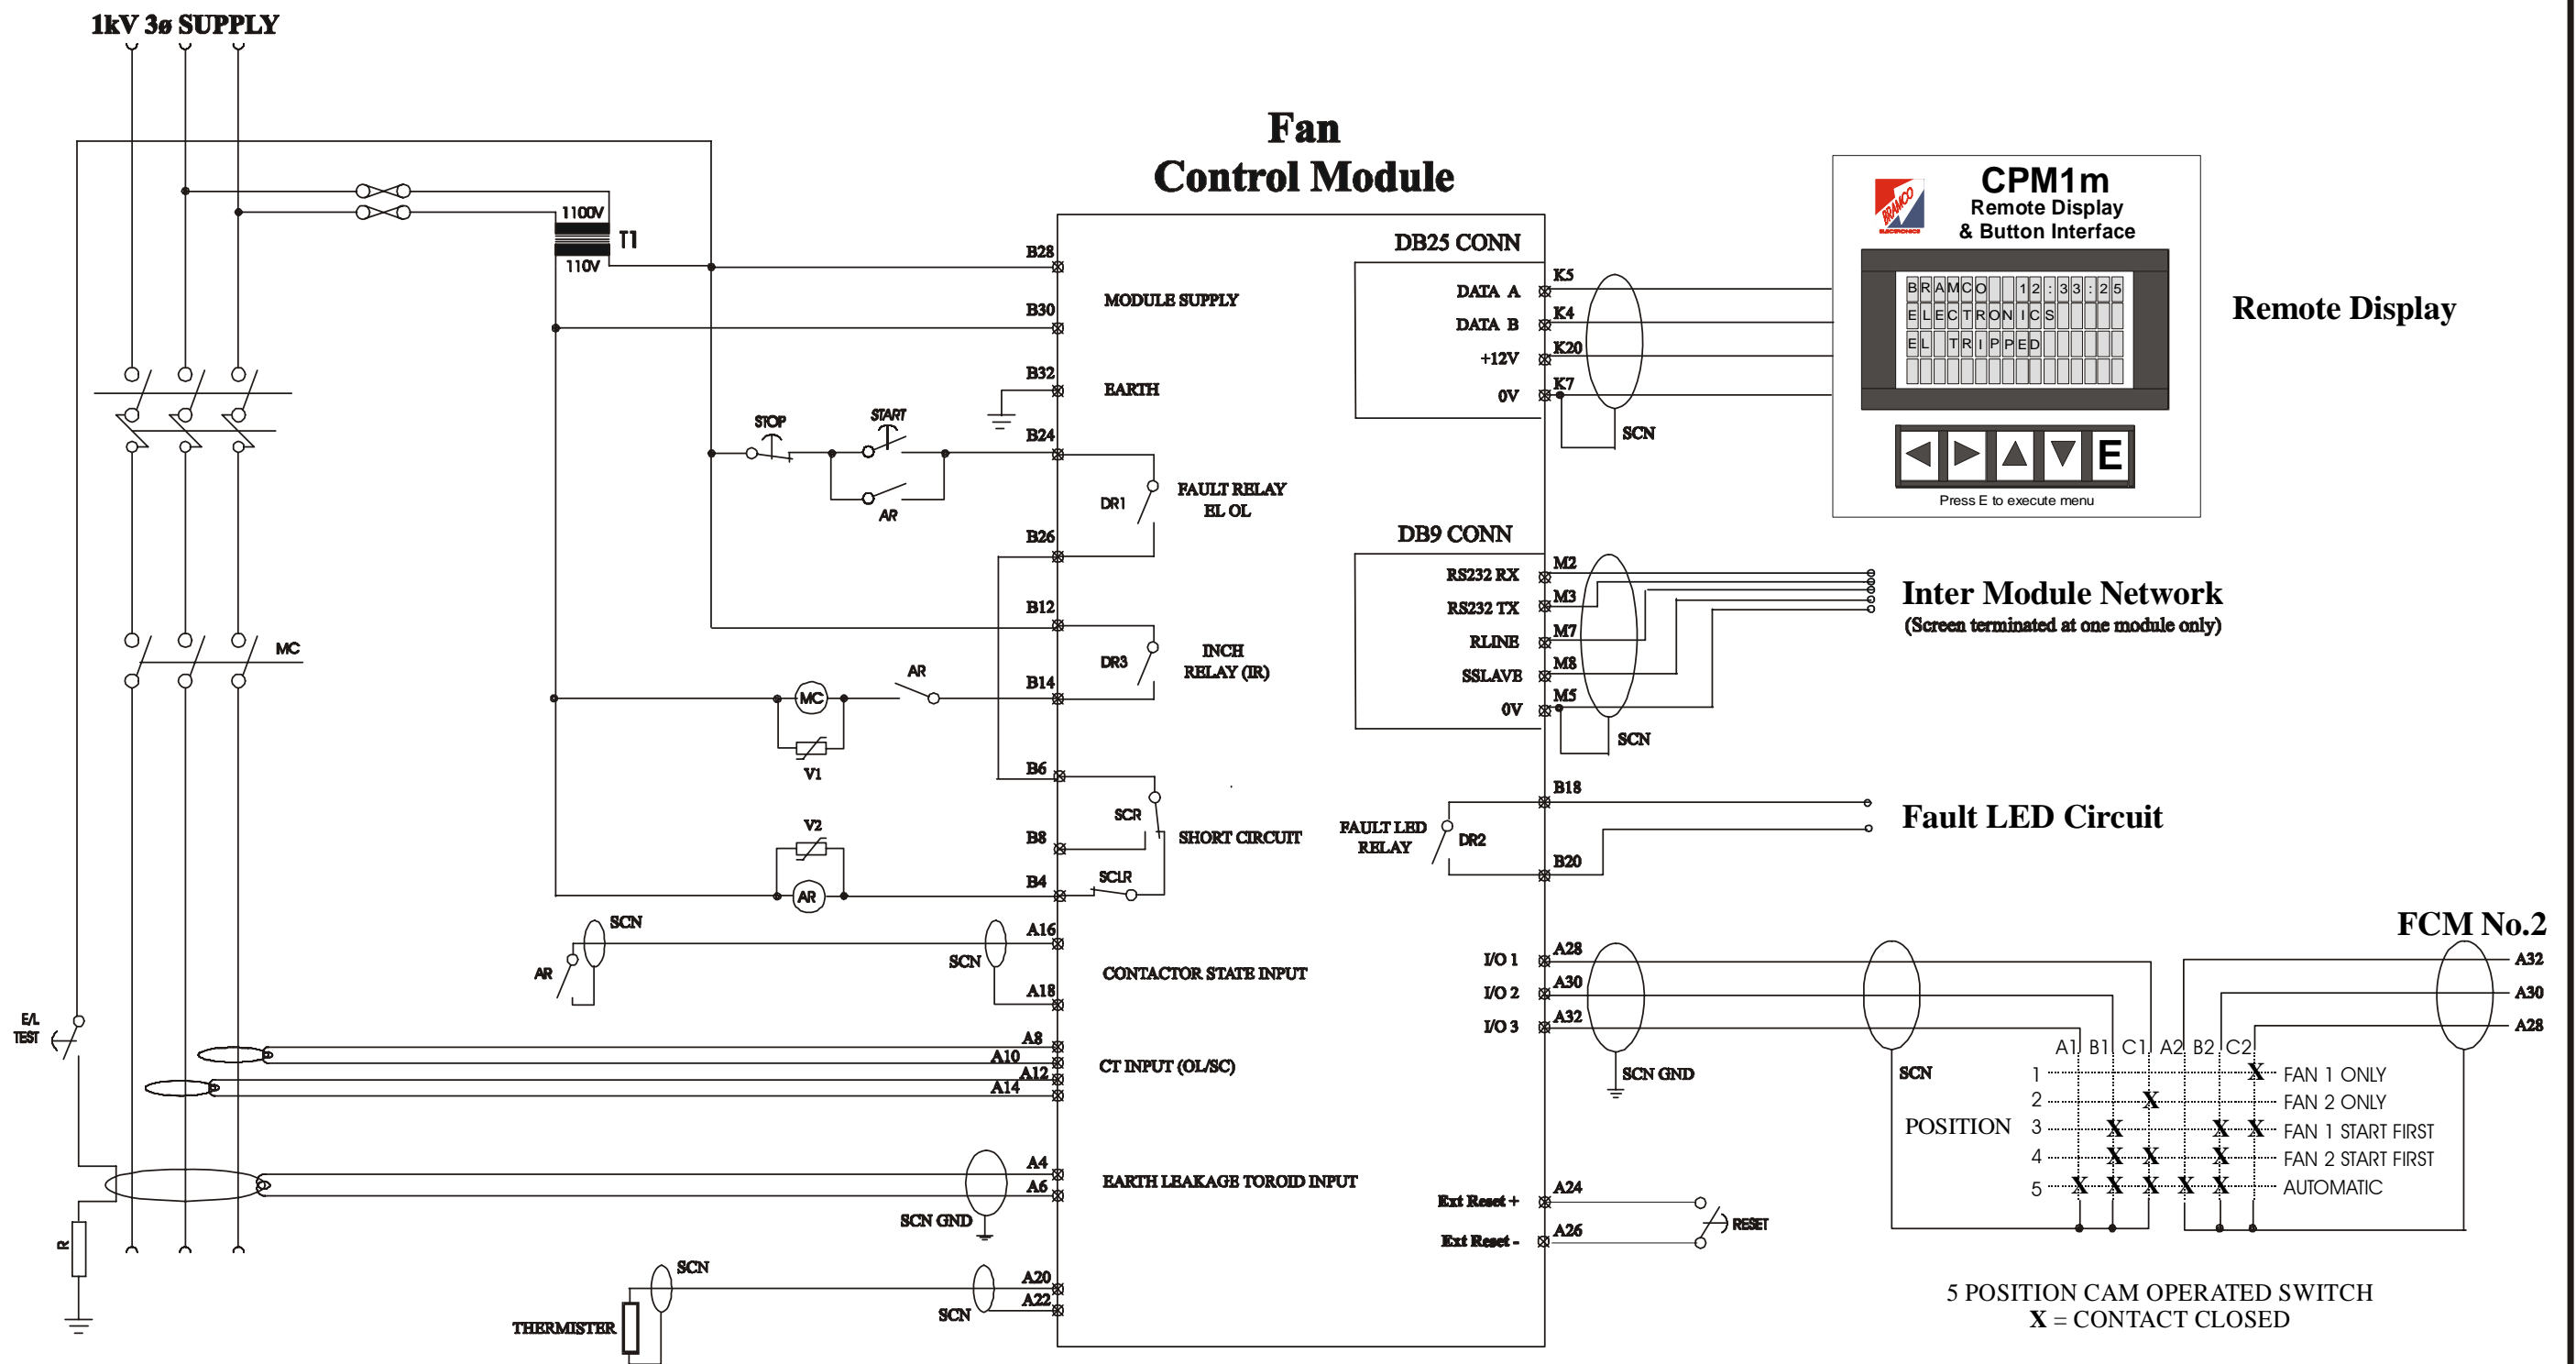 1kV 3ø SUPPLY
Fan
Control Module
1100V
T1
110V
B28
MODULE SUPPLY
B30
B32
EARTH
STOP
START
AR
B24
DR1
FAULT RELAY
EL OL
B26
B12
DR3
INCH
RELAY (IR)
B14
AR
MC
MC
V1
B6
SCR
SHORT CIRCUIT
B8
V2
AR
B4
SCLR
SCN
AR
SCN
A16
CONTACTOR STATE INPUT
A18
E/L
TEST
A8
A10
CT INPUT (OL/SC)
A12
A14
A4
A6
EARTH LEAKAGE TOROID INPUT
SCN GND
R
SCN
SCN
A20
A22
THERMISTER
DB25 CONN
DATA A
K5
DATA B
K4
+12V
K20
0V
K7
SCN
BRAMCO
ELECTRONICS
CPM1m
Remote Display
& Button Interface
BRAMCO 12:33:25
ELECTRONICS
EL TRIPPED
E
Press E to execute menu
Remote Display
DB9 CONN
RS232 RX
M2
RS232 TX
M3
RLINE
M7
SSLAVE
M8
0V
M5
SCN
Inter Module Network
(Screen terminated at one module only)
B18
FAULT LED
RELAY
DR2
B20
Fault LED Circuit
FCM No.2
I/O 1
A28
I/O 2
A30
I/O 3
A32
SCN GND
SCN
A32
A30
A28
A1 B1 C1 A2 B2 C2
1 X FAN 1 ONLY
2 X FAN 2 ONLY
POSITION 3 X X X FAN 1 START FIRST
4 X X X FAN 2 START FIRST
5 X X X X X AUTOMATIC
Ext Reset +
A24
Ext Reset -
A26
RESET
5 POSITION CAM OPERATED SWITCH
X = CONTACT CLOSED